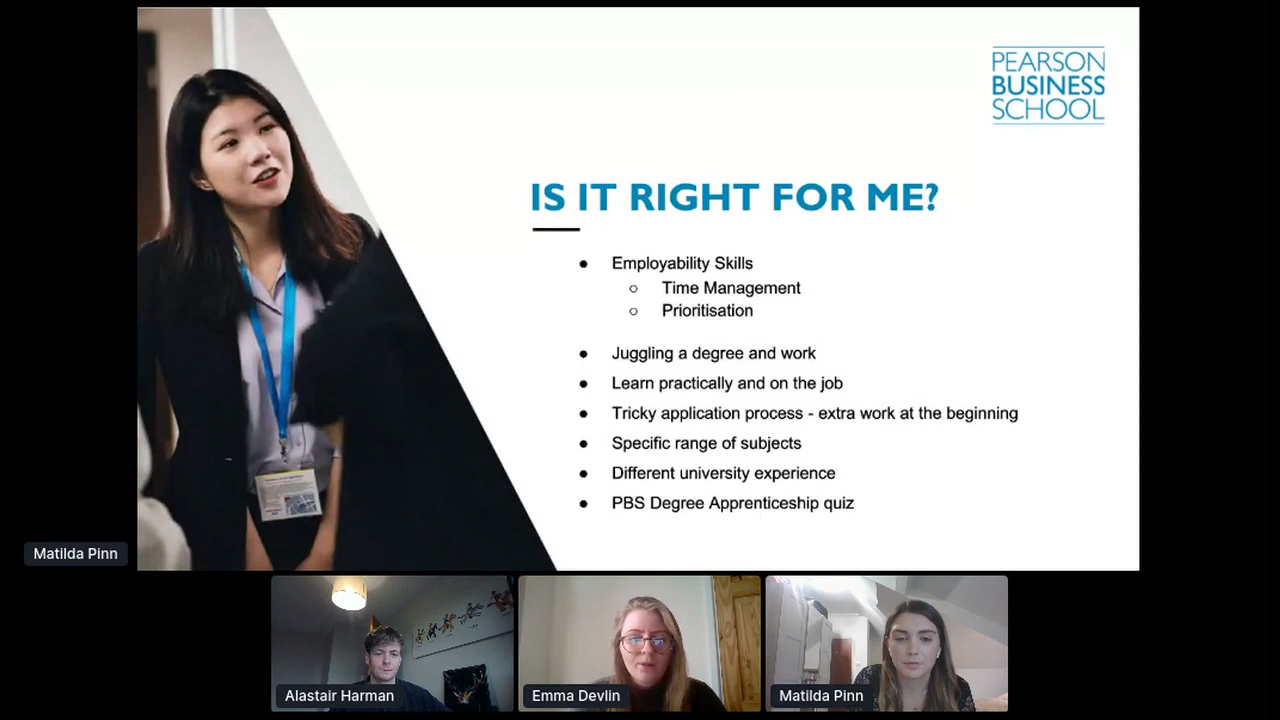 PEARSON
BUSINESS
SCHOOL
IS IT RIGHT FOR ME?
● Employability Skills
○ Time Management
○ Prioritisation
● Juggling a degree and work
● Learn practically and on the job
● Tricky application process - extra work at the beginning
● Specific range of subjects
● Different university experience
● PBS Degree Apprenticeship quiz
Matilda Pinn
Alastair Harman
Emma Devlin
Matilda Pinn